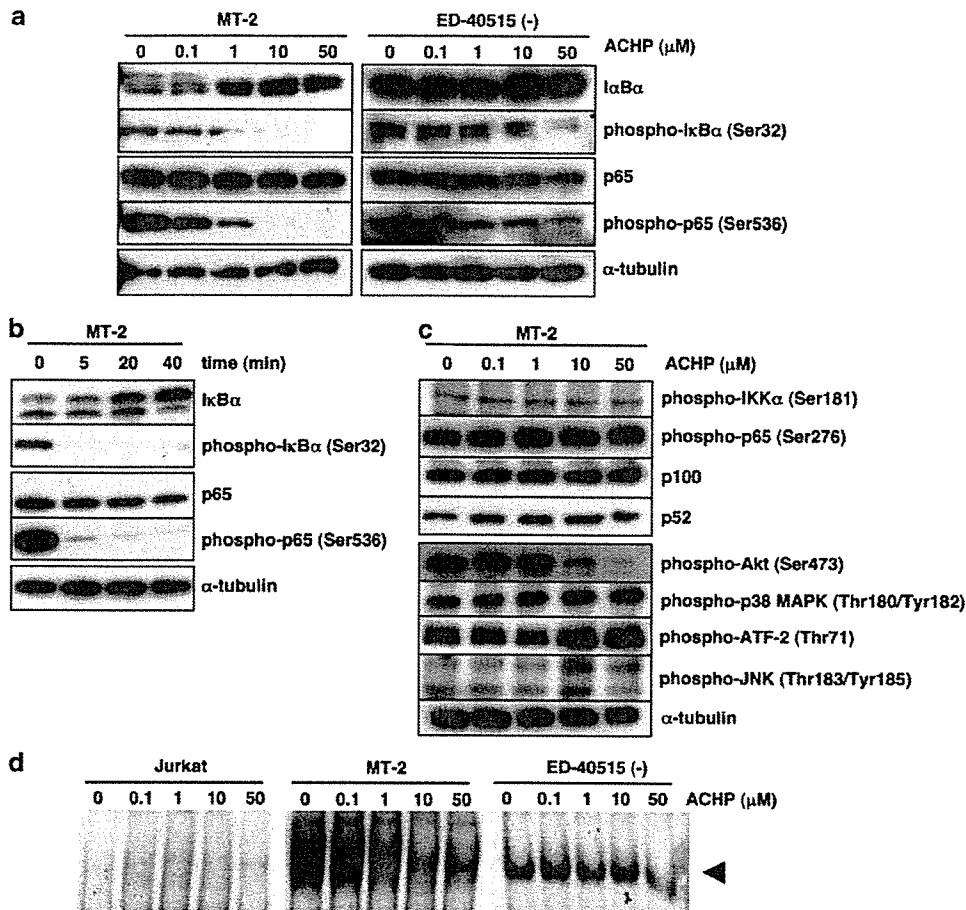 a
MT-2 ED-40515 (-)
0 0.1 1 10 50 0 0.1 1 10 50 ACHP (μM)
IαBα
phospho-IκBα (Ser32)
p65
phospho-p65 (Ser536)
α-tubulin
b
MT-2
0 5 20 40 time (min)
IκBα
phospho-IκBα (Ser32)
p65
phospho-p65 (Ser536)
α-tubulin
c
MT-2
0 0.1 1 10 50 ACHP (μM)
phospho-IKKα (Ser181)
phospho-p65 (Ser276)
p100
p52
phospho-Akt (Ser473)
phospho-p38 MAPK (Thr180/Tyr182)
phospho-ATF-2 (Thr71)
phospho-JNK (Thr183/Tyr185)
α-tubulin
d
Jurkat MT-2 ED-40515 (-)
0 0.1 1 10 50 0 0.1 1 10 50 0 0.1 1 10 50 ACHP (μM)